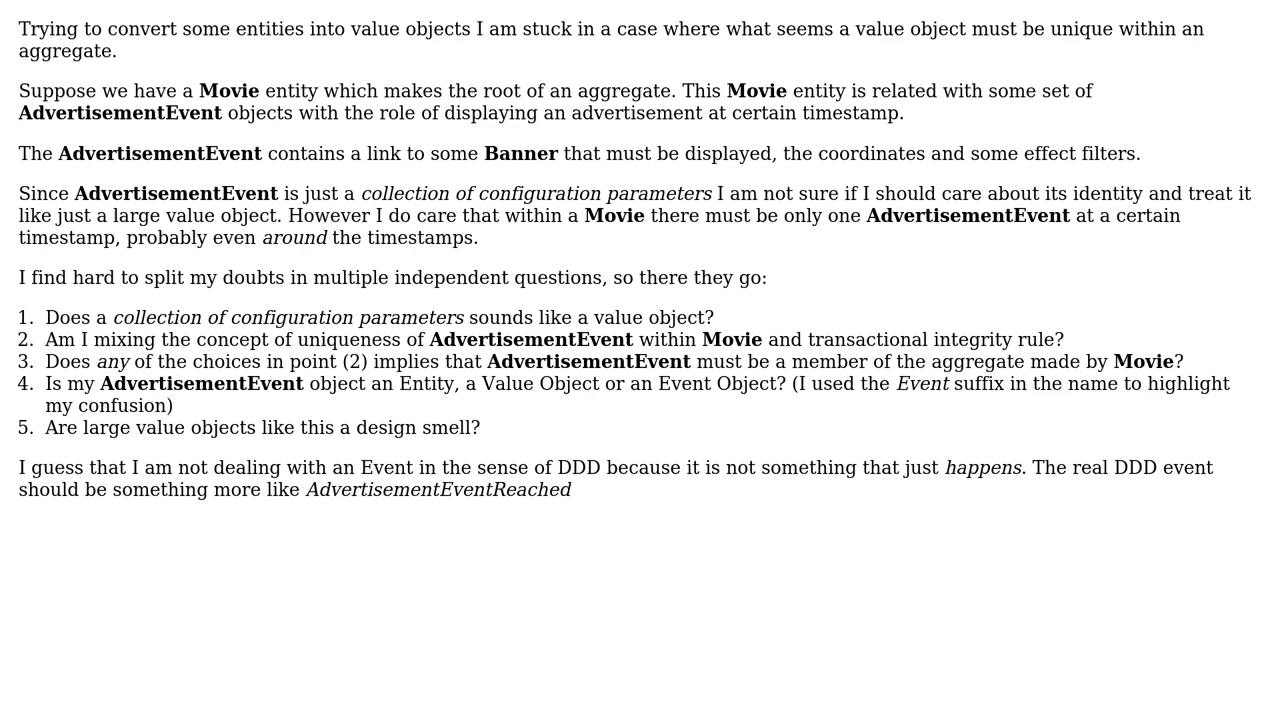 Trying to convert some entities into value objects I am stuck in a case where what seems a value object must be unique within an
aggregate.
Suppose we have a Movie entity which makes the root of an aggregate. This Movie entity is related with some set of
AdvertisementEvent objects with the role of displaying an advertisement at certain timestamp.
The AdvertisementEvent contains a link to some Banner that must be displayed, the coordinates and some effect filters.
Since AdvertisementEvent is just a collection of configuration parameters I am not sure if I should care about its identity and treat it
like just a large value object. However I do care that within a Movie there must be only one AdvertisementEvent at a certain
timestamp, probably even around the timestamps.
I find hard to split my doubts in multiple independent questions, so there they go:
1. Does a collection of configuration parameters sounds like a value object?
2. Am I mixing the concept of uniqueness of AdvertisementEvent within Movie and transactional integrity rule?
3. Does any of the choices in point (2) implies that AdvertisementEvent must be a member of the aggregate made by Movie?
4. Is my AdvertisementEvent object an Entity, a Value Object or an Event Object? (I used the Event suffix in the name to highlight
my confusion)
5. Are large value objects like this a design smell?
I guess that I am not dealing with an Event in the sense of DDD because it is not something that just happens. The real DDD event
should be something more like AdvertisementEventReached